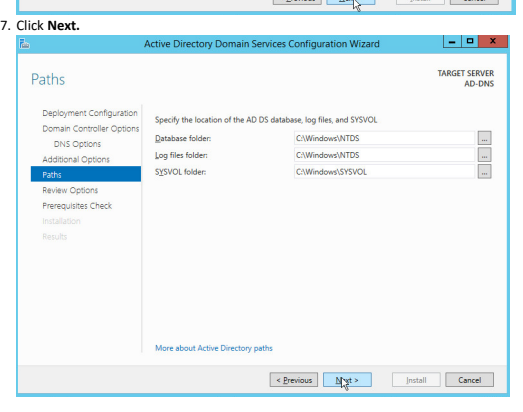 7. Click Next.
Active Directory Domain Services Configuration Wizard
Paths
TARGET SERVER
AD-DNS
Deployment Configuration
Domain Controller Options
DNS Options
Additional Options
Paths
Review Options
Prerequisites Check
Installation
Results
Specify the location of the AD DS database, log files, and SYSVOL
Database folder: C:\Windows\NTDS ...
Log files folder: C:\Windows\NTDS ...
SYSVOL folder: C:\Windows\SYSVOL ...
More about Active Directory paths
< Previous Next > Install Cancel